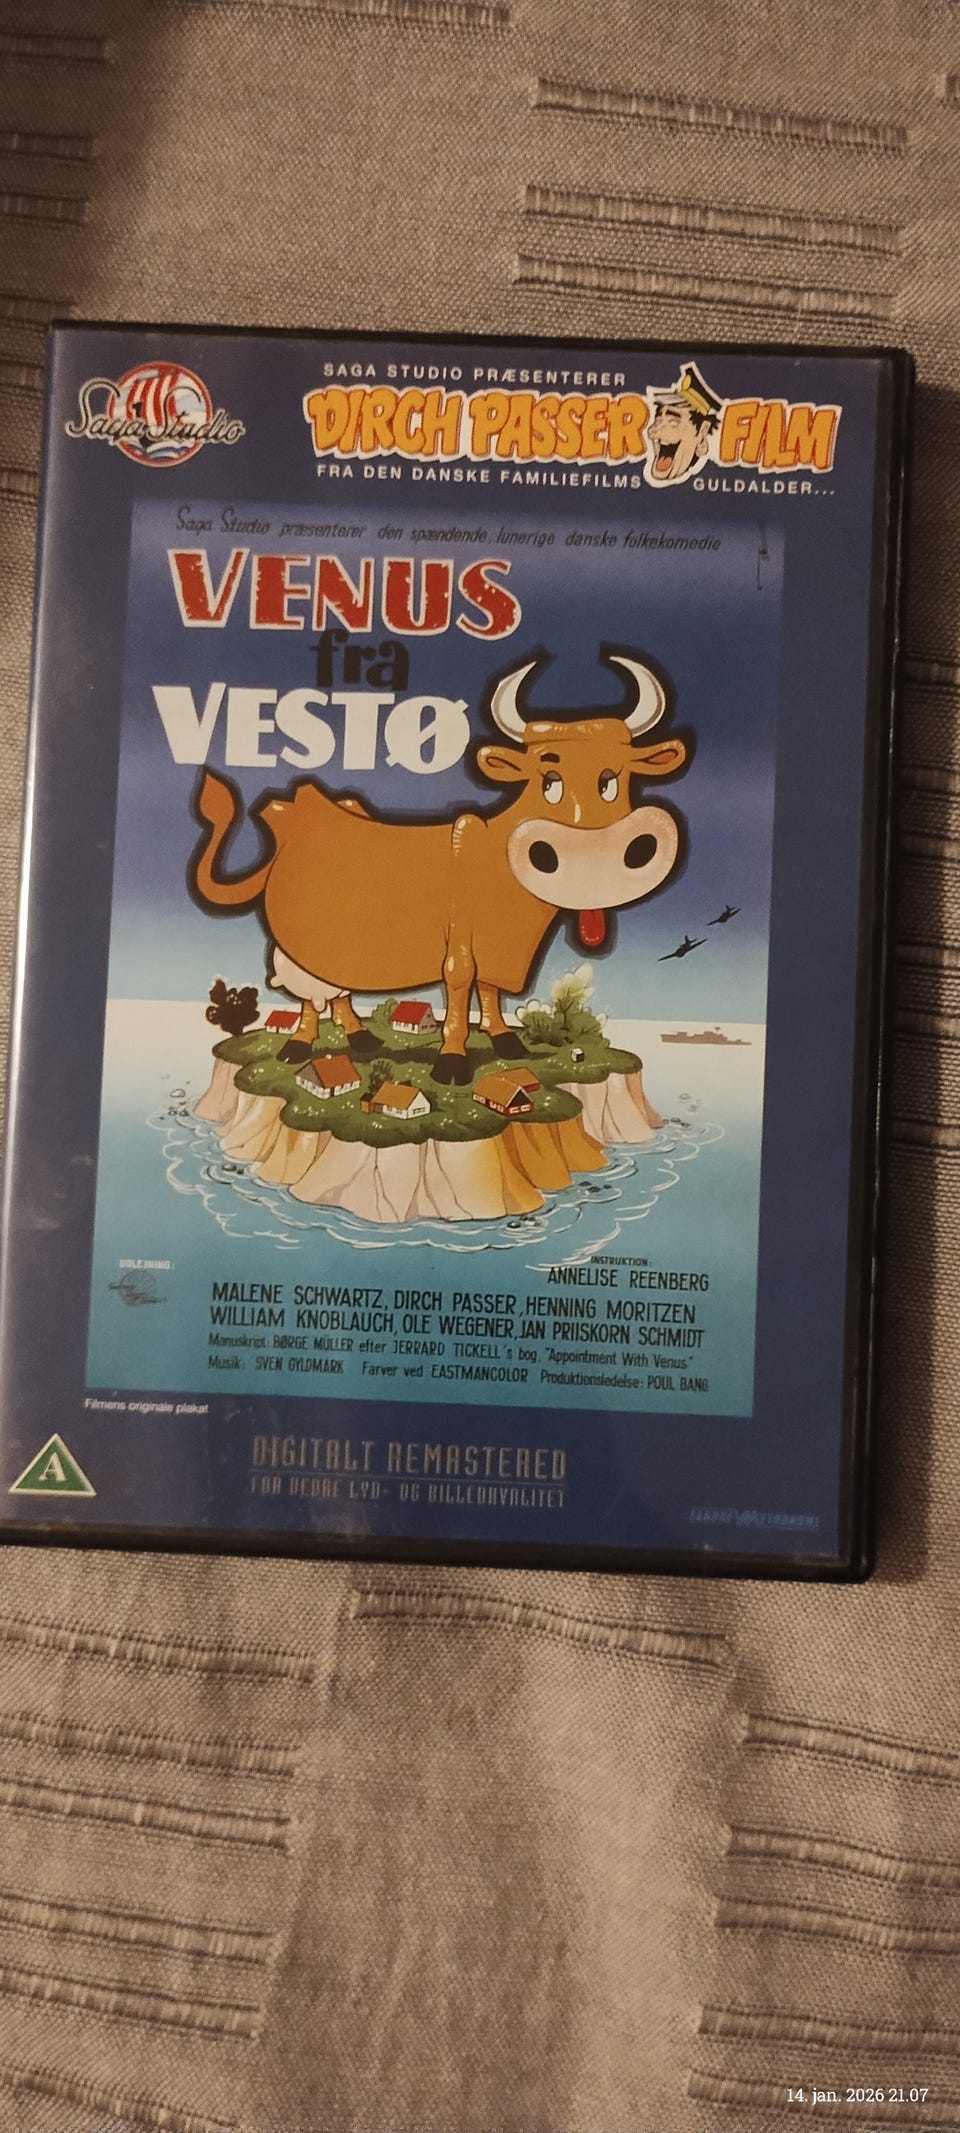 Saga Studio
SAGA STUDIO PRÆSENTERER
DIRCH PASSER FILM
FRA DEN DANSKE FAMILIEFILMS GULDALDER...
Saga Studio præsenterer den spændende, lunerige danske folkekomedie
VENUS
fra
VESTØ
UDLEJNING:
INSTRUKTION:
ANNELISE REENBERG
MALENE SCHWARTZ, DIRCH PASSER, HENNING MORITZEN
WILLIAM KNOBLAUCH, OLE WEGENER, JAN PRIISKORN SCHMIDT
Manuskript: BØRGE MÜLLER efter JERRARD TICKELL's bog, "Appointment With Venus"
Musik: SVEN GYLDMARK Farver ved EASTMANCOLOR Produktionsledelse: POUL BANG
Filmens originale plakat
A
DIGITALT REMASTERED
FOR BEDRE LYD- OG BILLEDKVALITET
14. jan. 2026 21.07